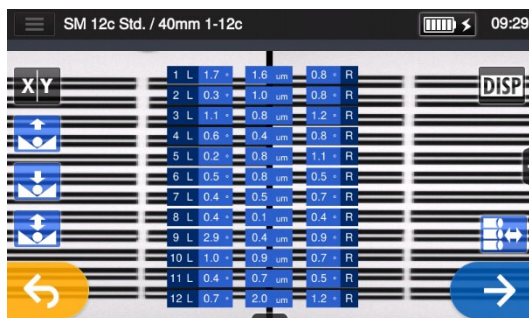 SM 12c Std. / 40mm 1-12c
09:29
X|Y
DISP
1 L 1.7 ° 1.6 um 0.8 ° R
2 L 0.3 ° 1.0 um 0.8 ° R
3 L 1.1 ° 0.8 um 1.2 ° R
4 L 0.6 ° 0.4 um 0.8 ° R
5 L 0.2 ° 0.8 um 1.1 ° R
6 L 0.5 ° 0.8 um 0.5 ° R
7 L 0.4 ° 0.5 um 0.7 ° R
8 L 0.4 ° 0.1 um 0.4 ° R
9 L 2.9 ° 0.4 um 0.9 ° R
10 L 1.0 ° 0.9 um 0.7 ° R
11 L 0.4 ° 0.7 um 0.5 ° R
12 L 0.7 ° 2.0 um 1.2 ° R